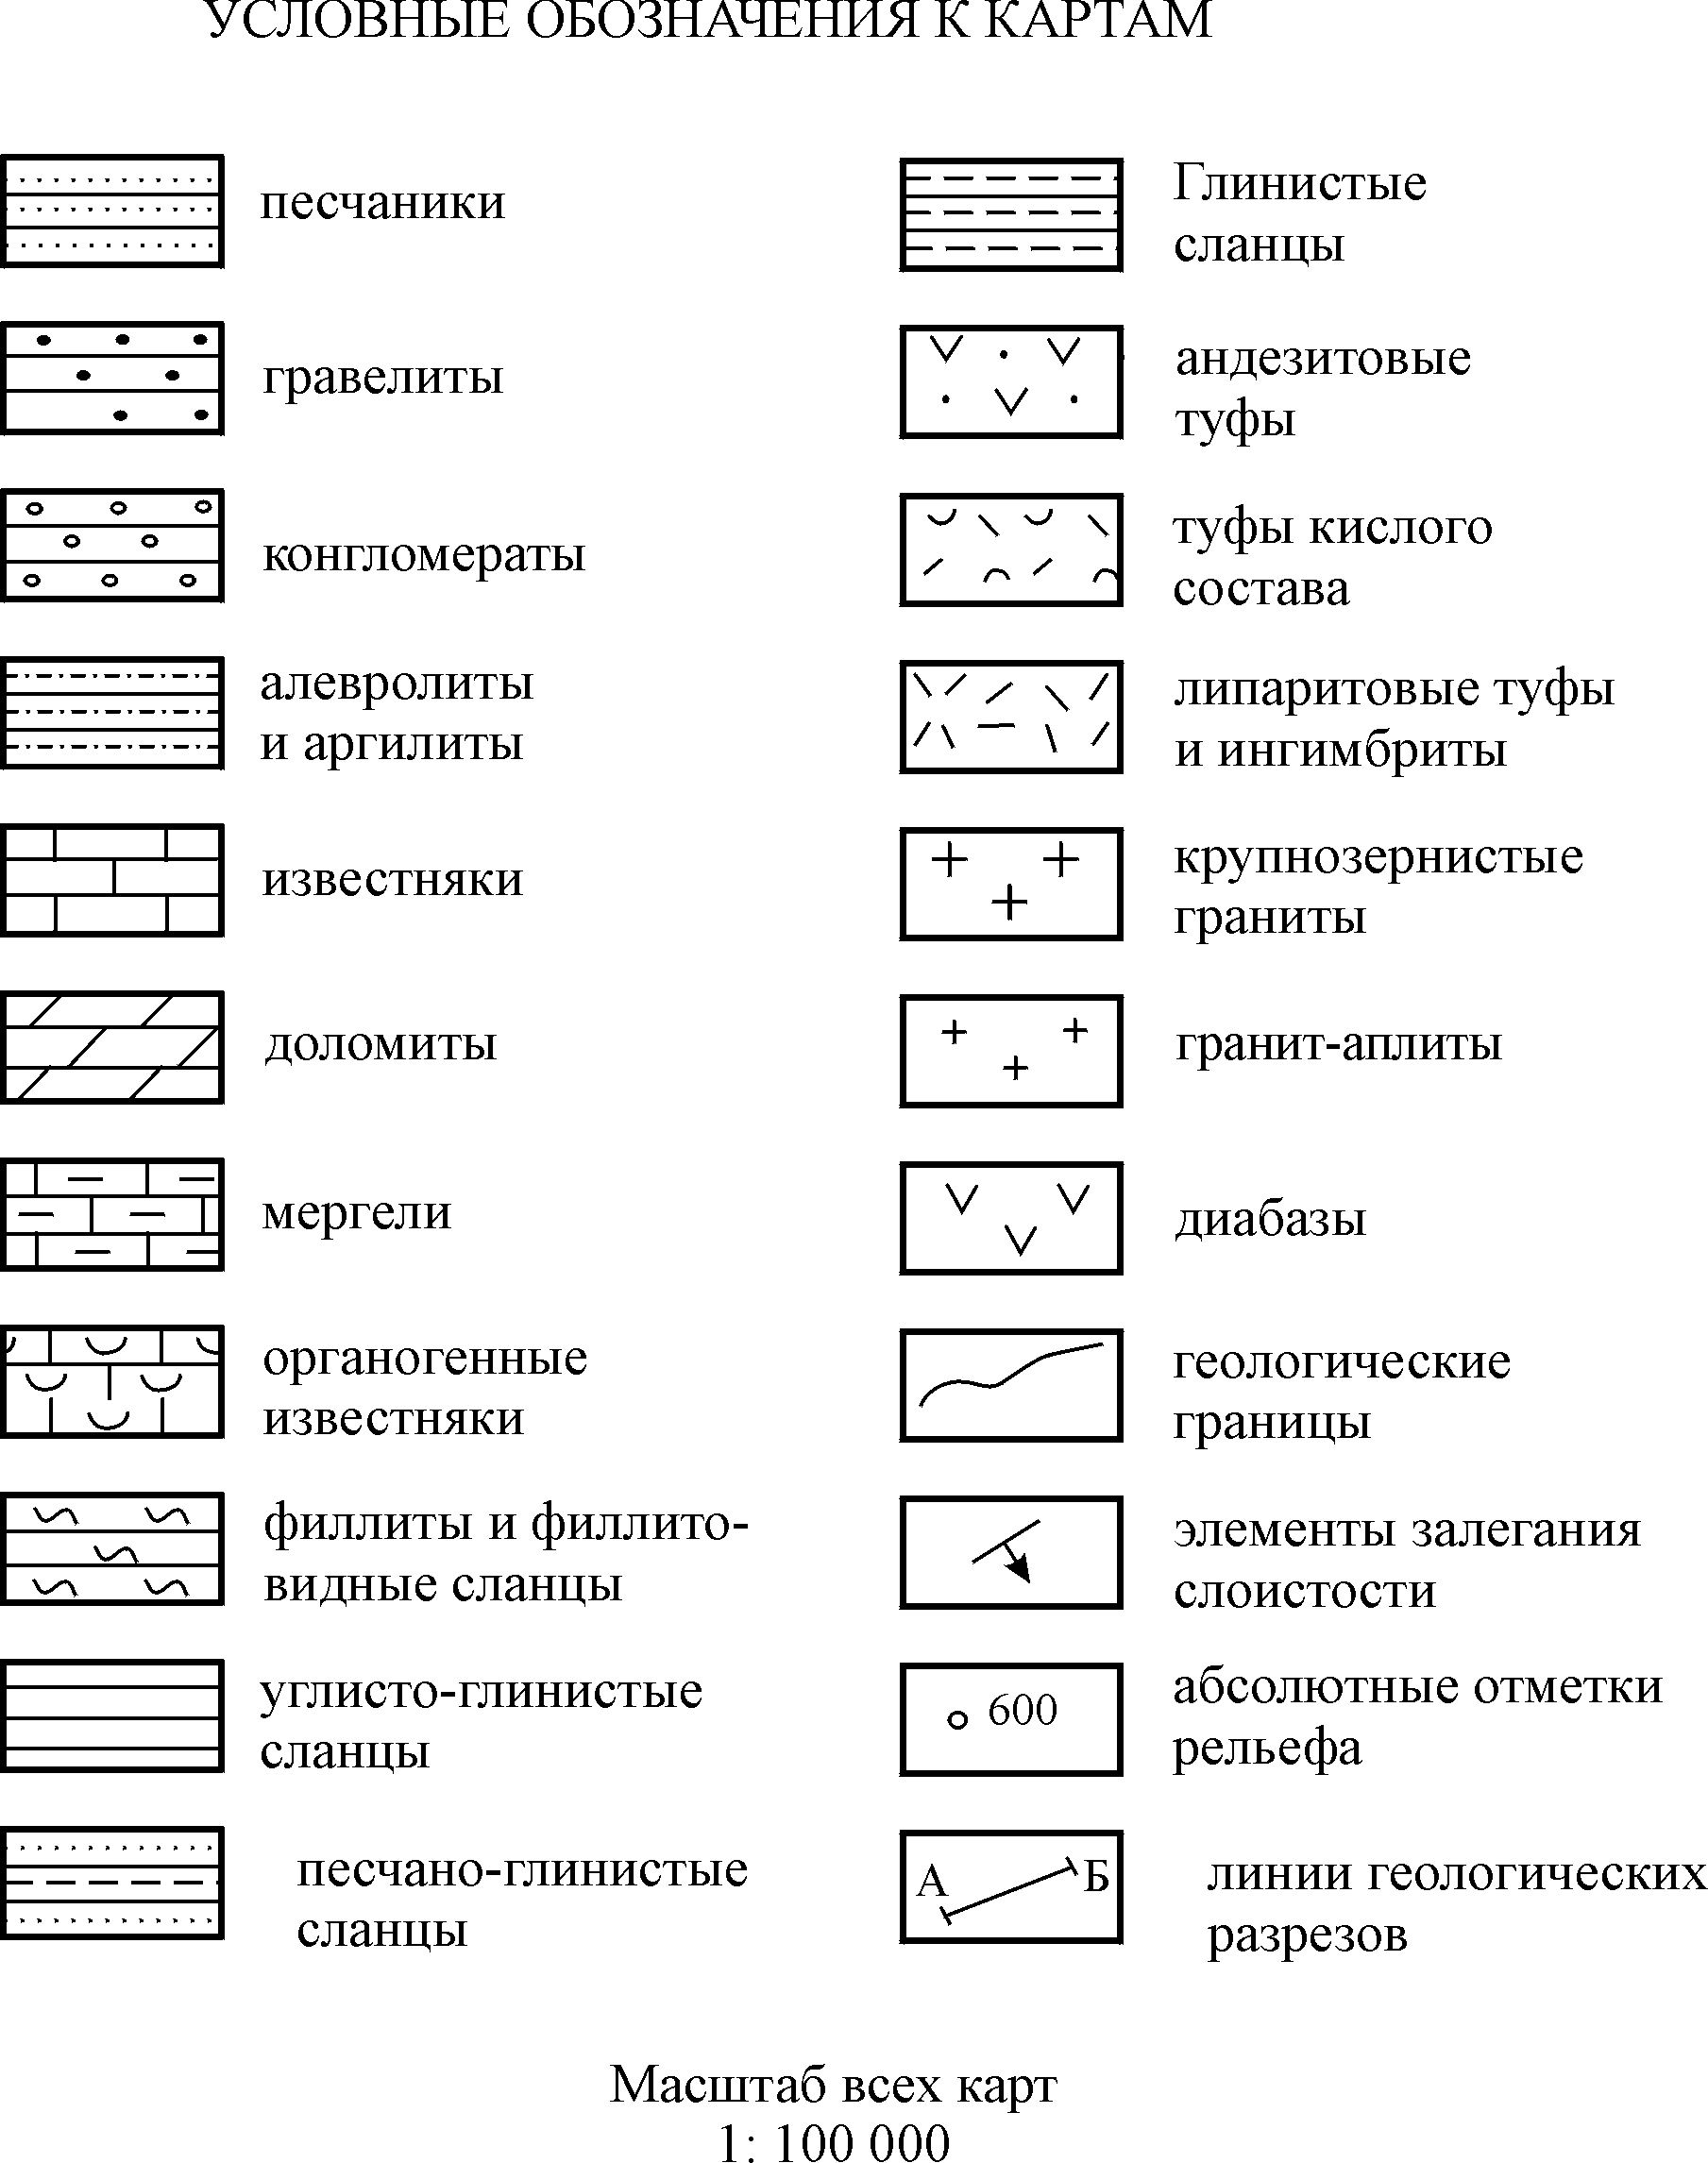 УСЛОВНЫЕ ОБОЗНАЧЕНИЯ К КАРТАМ
песчаники
гравелиты
конгломераты
алевролиты
и аргилиты
известняки
доломиты
мергели
органогенные
известняки
филлиты и филлито-
видные сланцы
углисто-глинистые
сланцы
песчано-глинистые
сланцы
Глинистые
сланцы
андезитовые
туфы
туфы кислого
состава
липаритовые туфы
и ингимбриты
крупнозернистые
граниты
гранит-аплиты
диабазы
геологические
границы
элементы залегания
слоистости
600
абсолютные отметки
рельефа
А Б
линии геологических
разрезов
Масштаб всех карт
1: 100 000